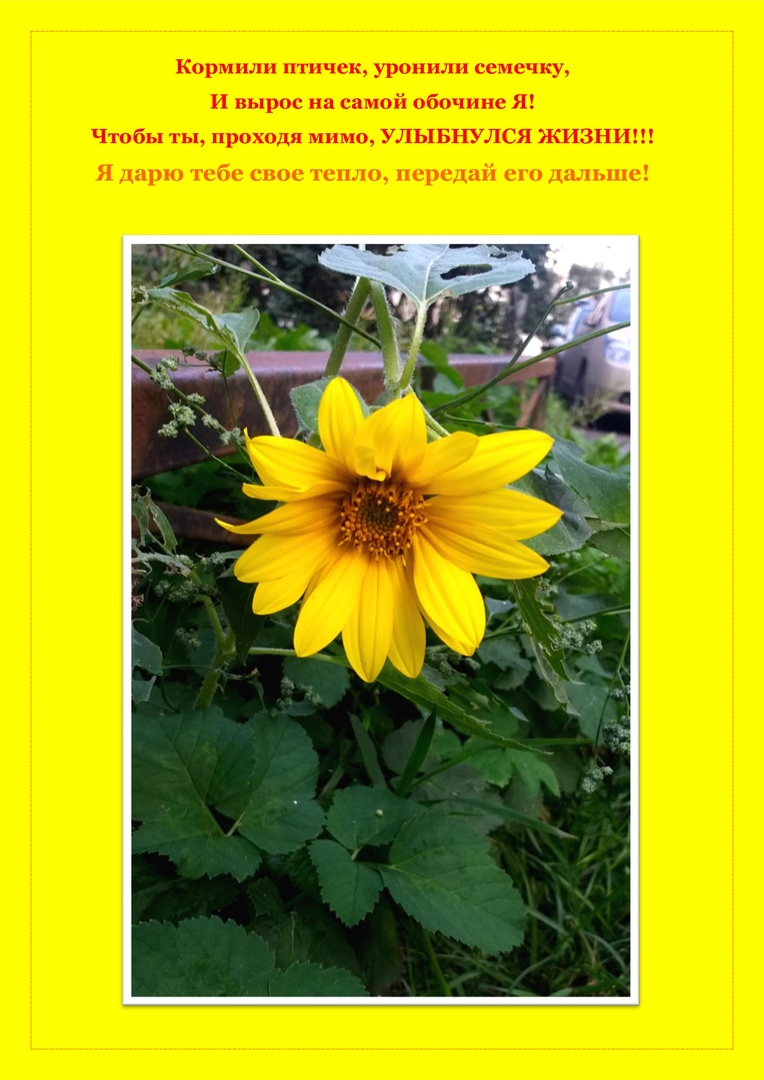 Кормили птичек, уронили семечку,
И вырос на самой обочине Я!
Чтобы ты, проходя мимо, УЛЫБНУЛСЯ ЖИЗНИ!!!
Я дарю тебе свое тепло, передай его дальше!